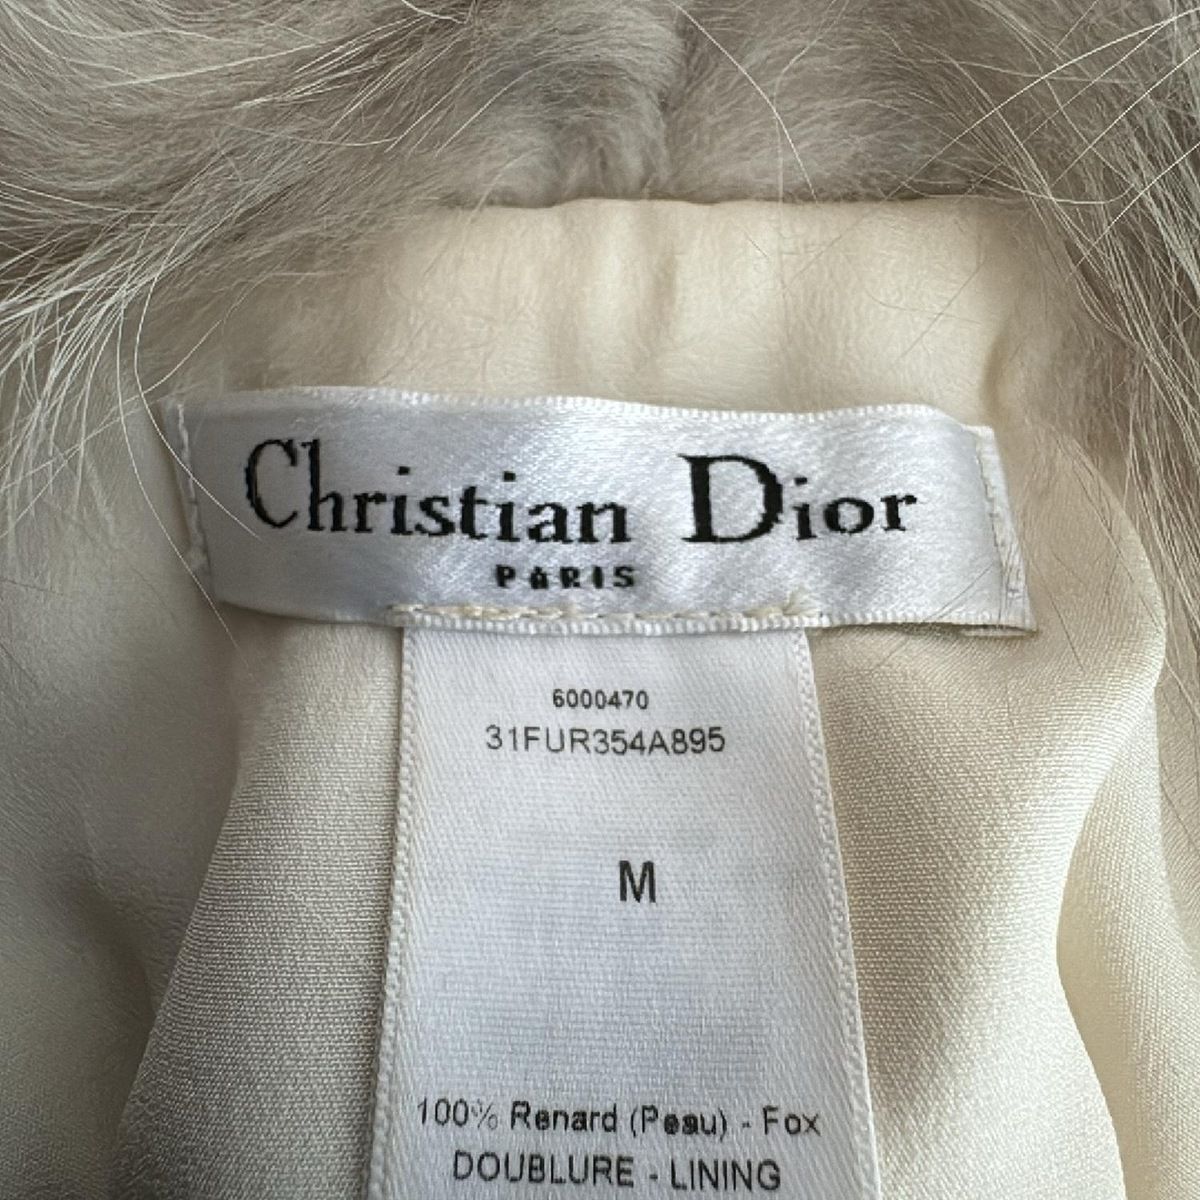 Christian Dior
PARIS
6000470
31FUR354A895
M
100% Renard (Peau) - Fox
DOUBLURE - LINING